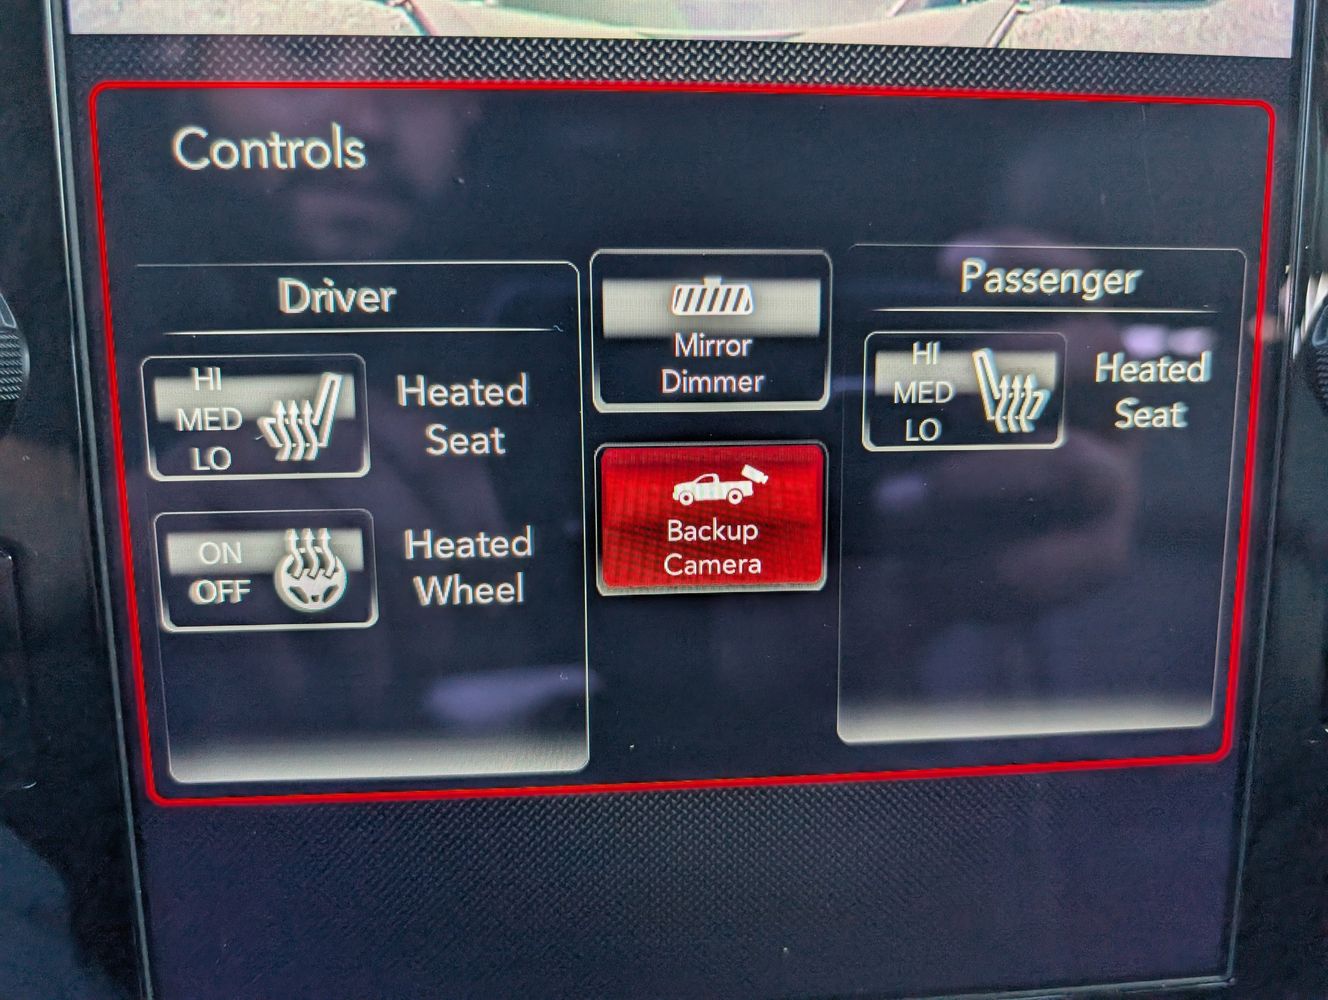 Controls
Driver
HI
MED
LO
Heated
Seat
ON
OFF
Heated
Wheel
Mirror
Dimmer
Backup
Camera
Passenger
HI
MED
LO
Heated
Seat